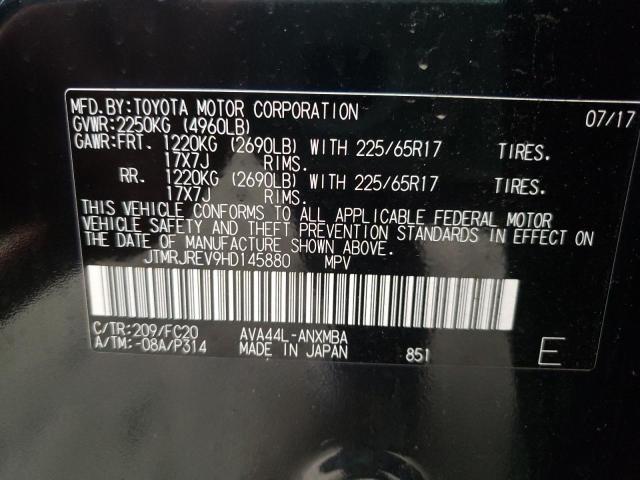 MFD.BY:TOYOTA MOTOR CORPORATION 07/17
GVWR:2250KG (4960LB)
GAWR:FRT. 1220KG (2690LB) WITH 225/65R17 TIRES.
17X7J RIMS.
RR. 1220KG (2690LB) WITH 225/65R17 TIRES.
17X7J RIMS.
THIS VEHICLE CONFORMS TO ALL APPLICABLE FEDERAL MOTOR
VEHICLE SAFETY AND THEFT PREVENTION STANDARDS IN EFFECT ON
THE DATE OF MANUFACTURE SHOWN ABOVE.
JTMRJREV9HD145880 MPV
C/TR:209/FC20 AVA44L-ANXMBA
A/TM:-08A/P314 MADE IN JAPAN 851 E